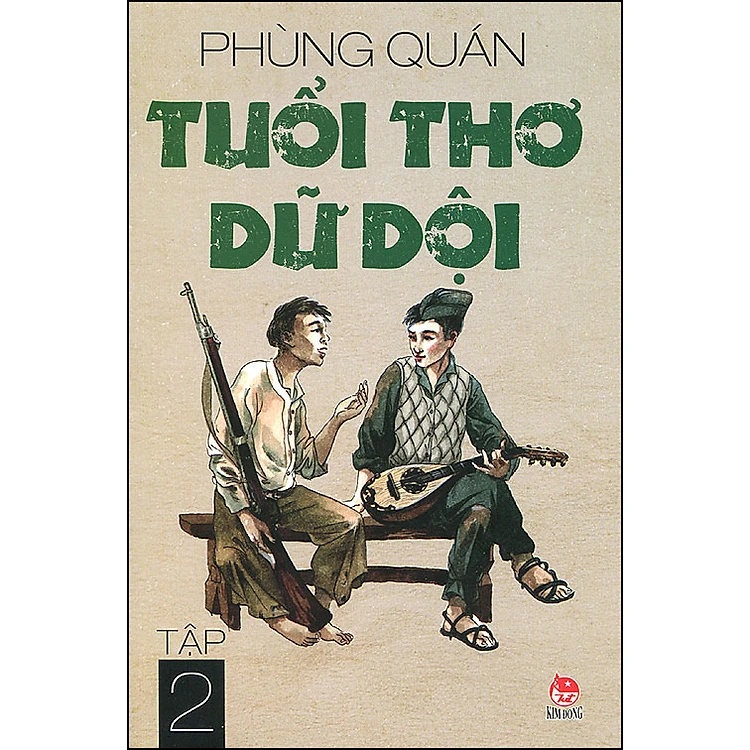 PHÙNG QUÁN
TUỔI THƠ
DỮ DỘI
TẬP
2
KIM ĐỒNG